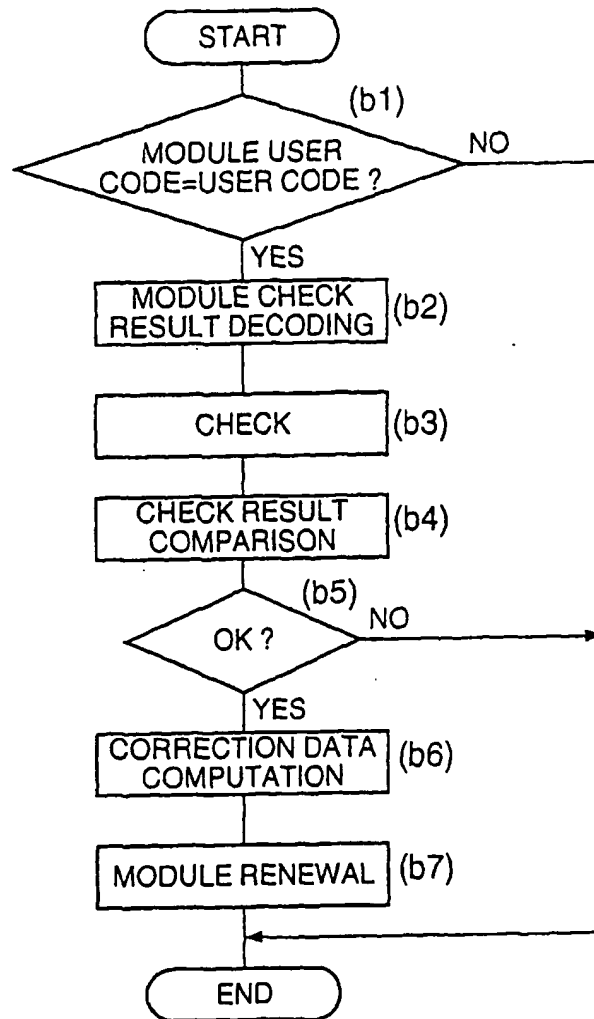 START
(b1)
MODULE USER
CODE=USER CODE ?
NO
YES
MODULE CHECK
RESULT DECODING
(b2)
CHECK
(b3)
CHECK RESULT
COMPARISON
(b4)
(b5)
OK ?
NO
YES
CORRECTION DATA
COMPUTATION
(b6)
MODULE RENEWAL
(b7)
END